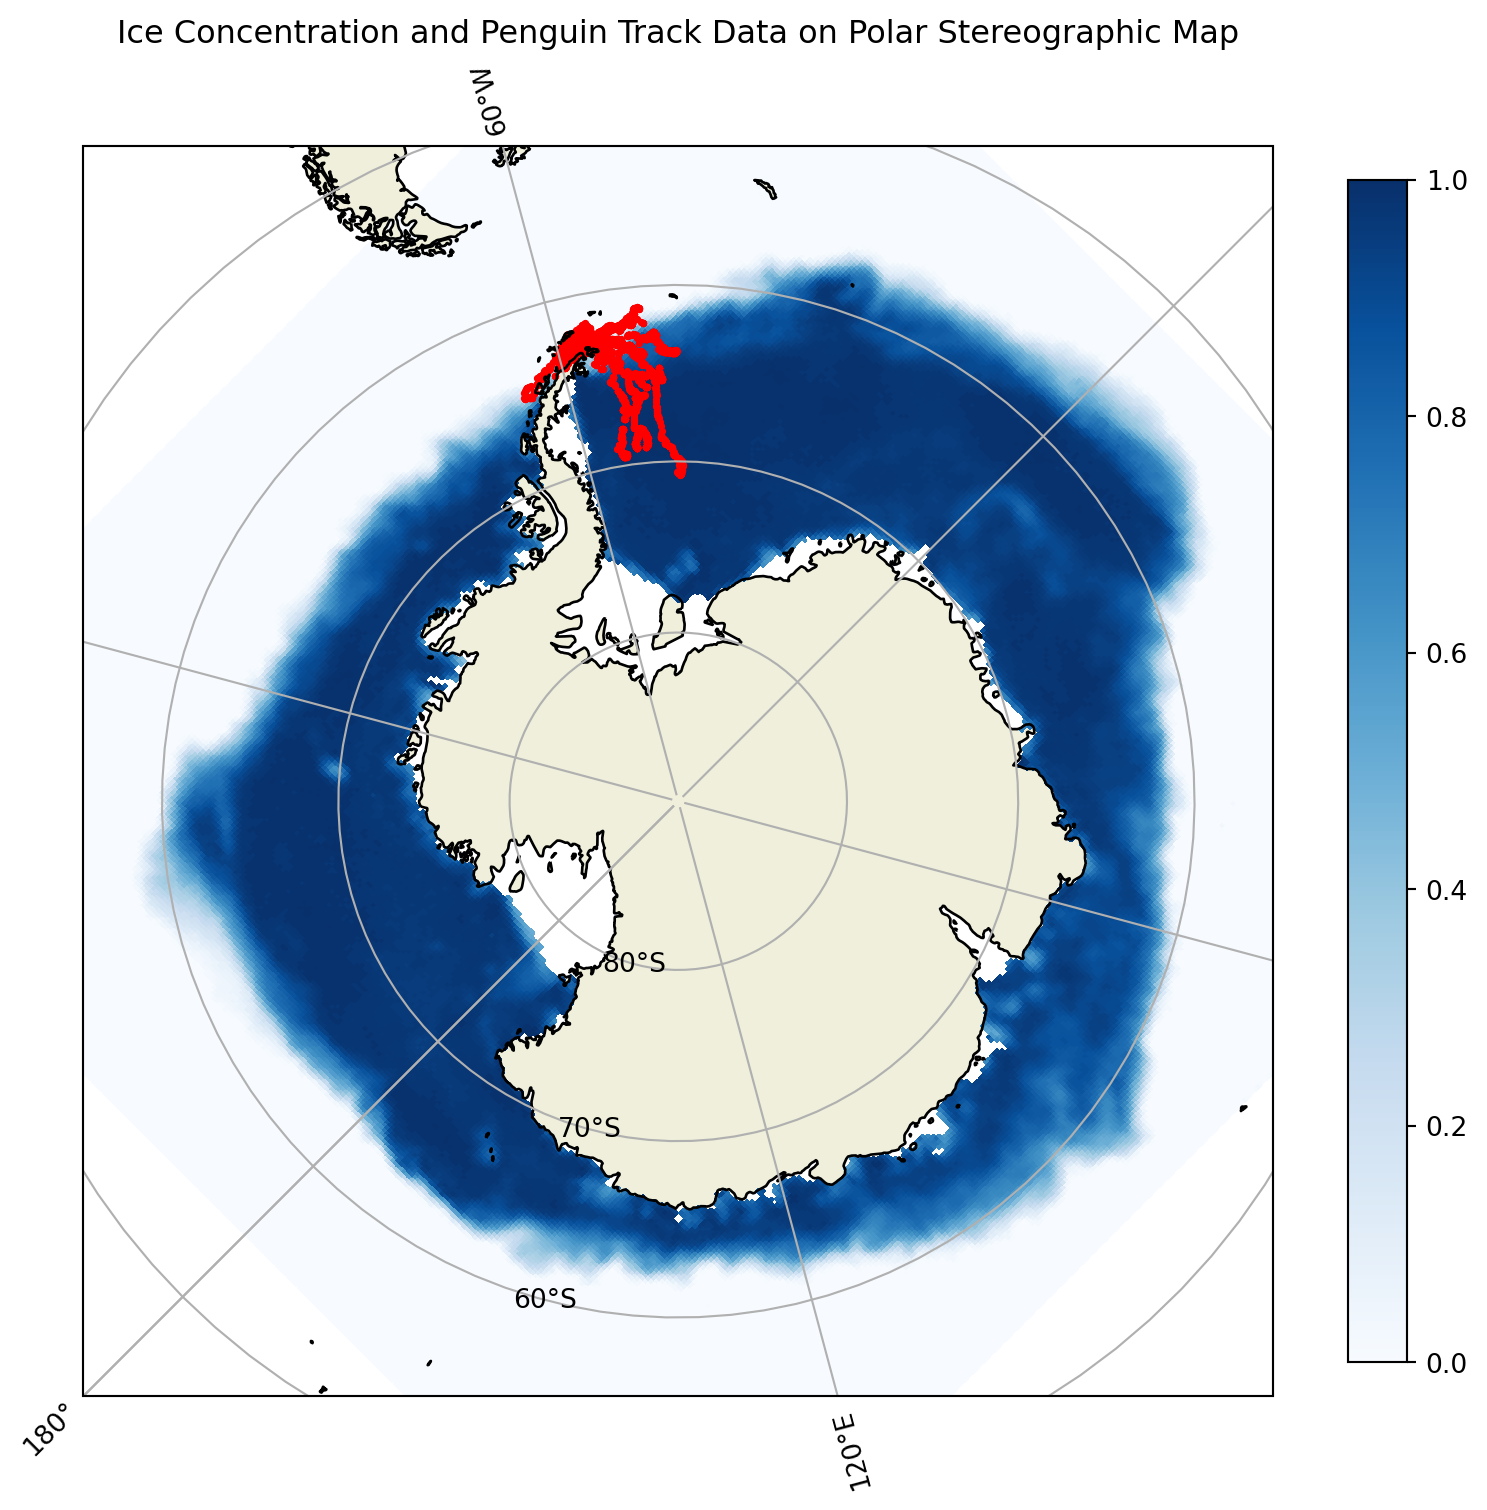 Ice Concentration and Penguin Track Data on Polar Stereographic Map
60°W
1.0
0.8
0.6
0.4
0.2
0.0
80°S
70°S
60°S
180°
120°E